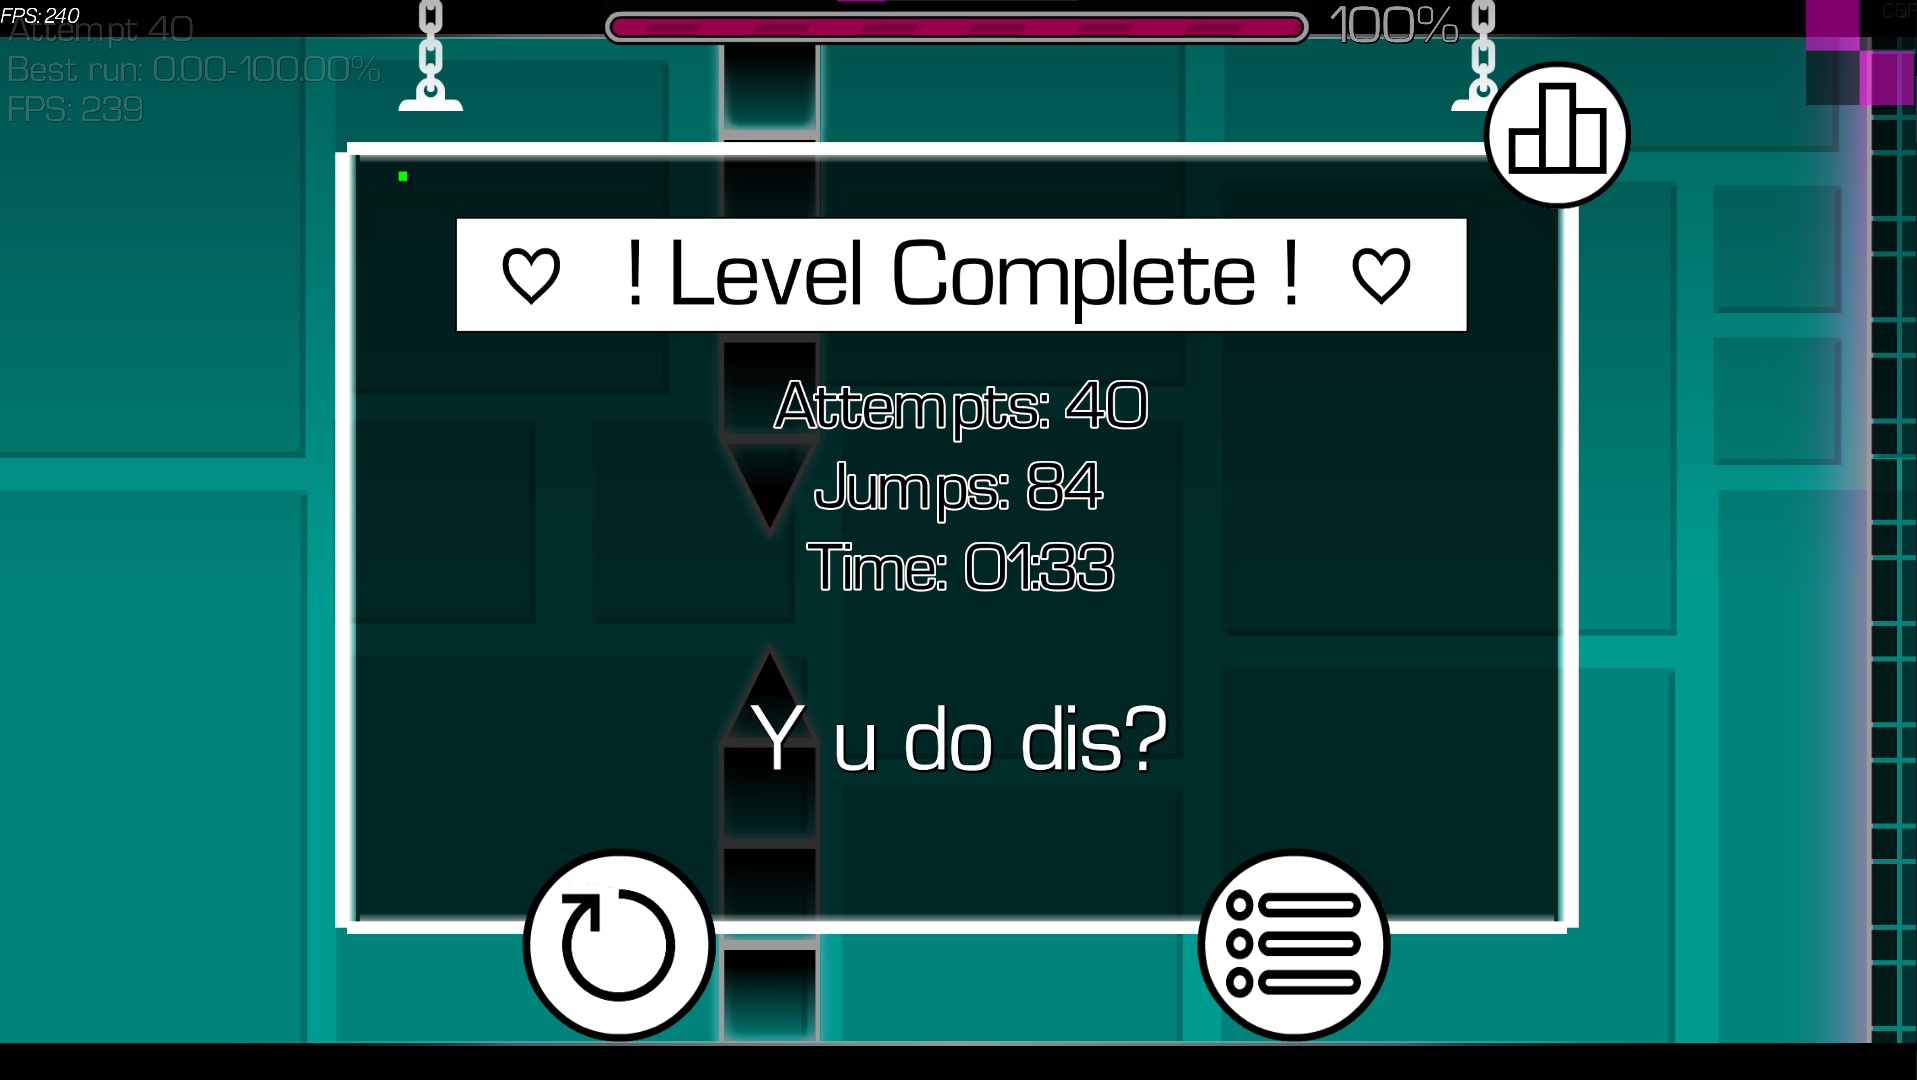 FPS: 240
Attempt 40
Best run: 0.00-100.00%
FPS: 239
100%
CBF
♡ ! Level Complete ! ♡
Attempts: 40
Jumps: 84
Time: 01:33
Y u do dis?